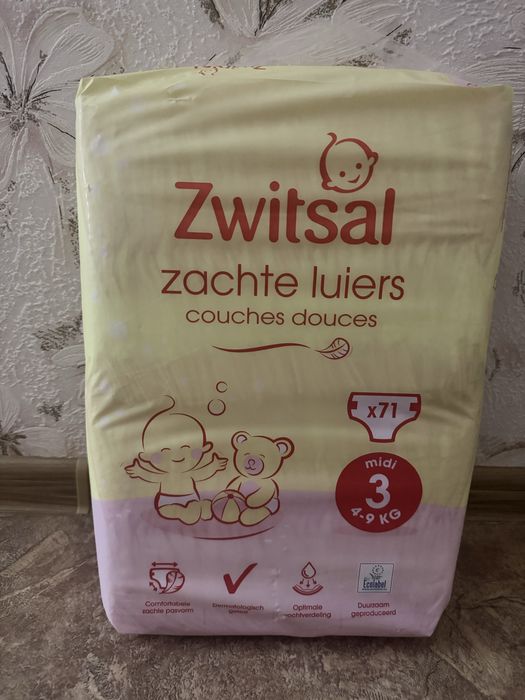 Zwitsal
zachte luiers
couches douces
x71
midi
3
4-9 KG
Comfortabele
zachte pasvorm
Dermatologisch
getest
Optimale
vochtverdeling
Ecolabel
Duurzaam
geproduceerd